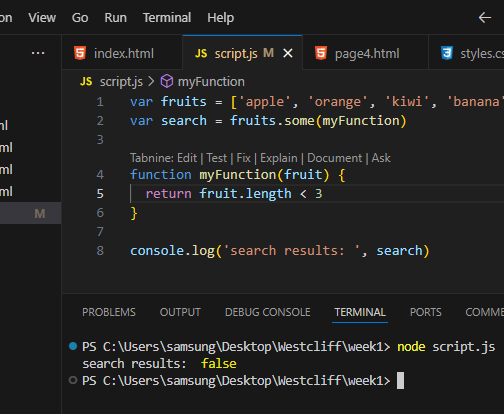 on View Go Run Terminal Help
index.html JS script.js M page4.html styles.cs
JS script.js > myFunction
ml
ml
ml
ml
M
1 var fruits = ['apple', 'orange', 'kiwi', 'banana'
2 var search = fruits.some(myFunction)
3
Tabnine: Edit | Test | Fix | Explain | Document | Ask
4 function myFunction(fruit) {
5 return fruit.length < 3
6 }
7
8 console.log('search results: ', search)
PROBLEMS OUTPUT DEBUG CONSOLE TERMINAL PORTS COMME
PS C:\Users\samsung\Desktop\Westcliff\week1> node script.js
search results:  false
PS C:\Users\samsung\Desktop\Westcliff\week1>